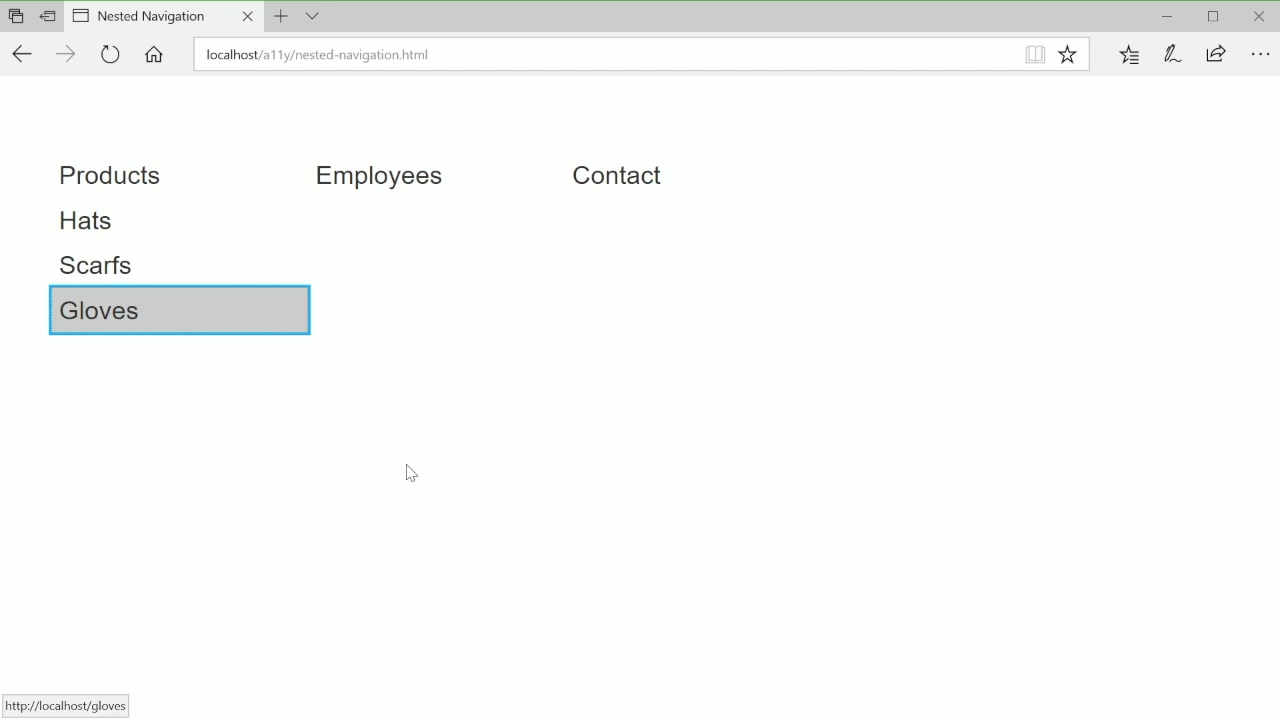 Nested Navigation
localhost/a11y/nested-navigation.html
Products Employees Contact
Hats
Scarfs
Gloves
http://localhost/gloves